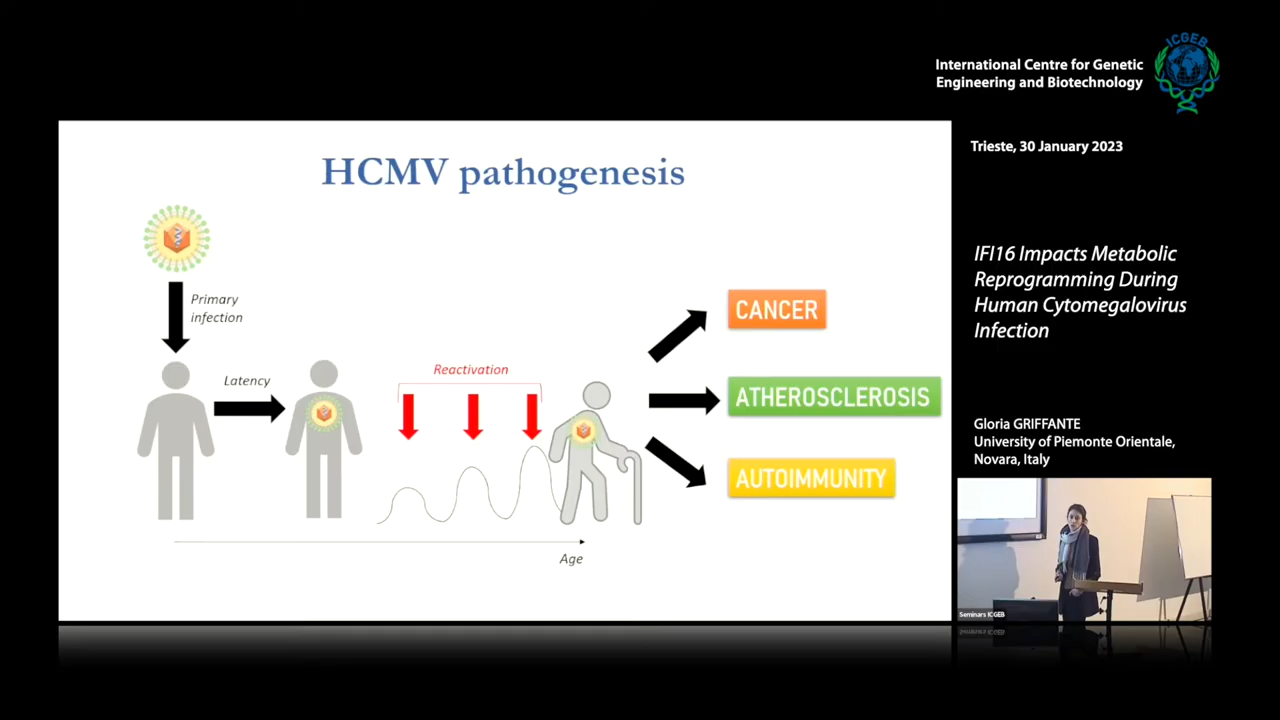 ICGEB
International Centre for Genetic
Engineering and Biotechnology
Trieste, 30 January 2023
HCMV pathogenesis
Primary
infection
Latency
Reactivation
Age
CANCER
ATHEROSCLEROSIS
AUTOIMMUNITY
IFI16 Impacts Metabolic
Reprogramming During
Human Cytomegalovirus
Infection
Gloria GRIFFANTE
University of Piemonte Orientale,
Novara, Italy
Seminars ICGEB